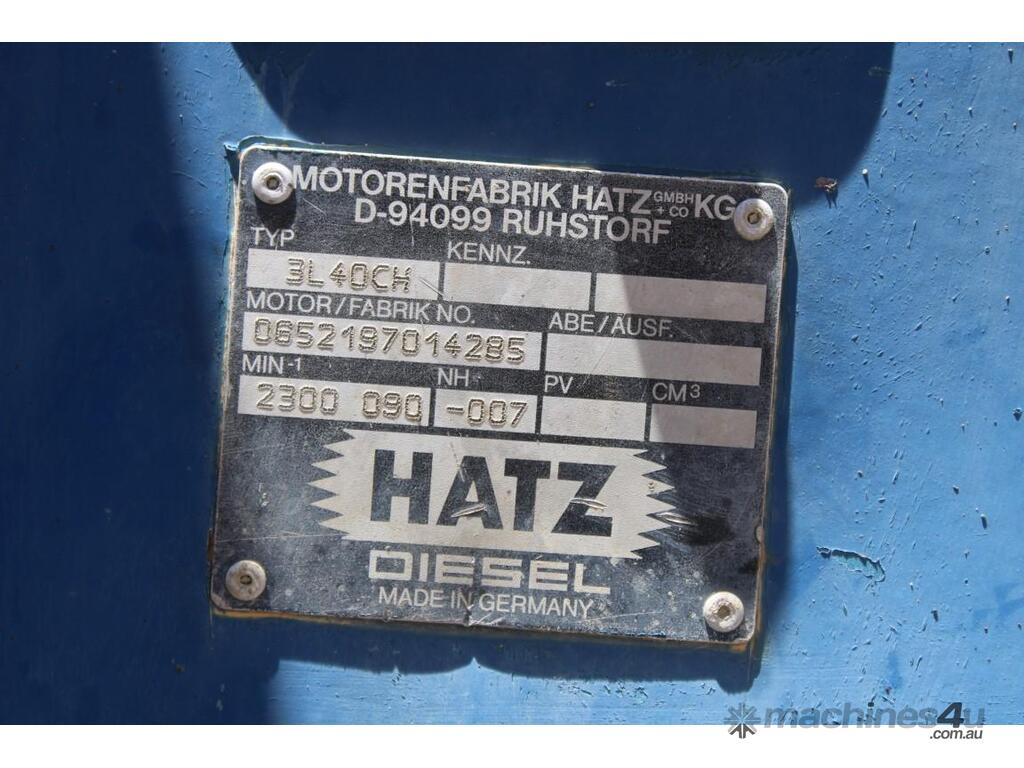 MOTORENFABRIK HATZ GMBH + CO KG
D-94099 RUHSTORF
TYP KENNZ.
3L40CH
MOTOR/FABRIK NO. ABE/AUSF.
0652197014285
MIN-1 NH PV CM3
2300 090 -007
HATZ
DIESEL
MADE IN GERMANY
machines4u
.com.au